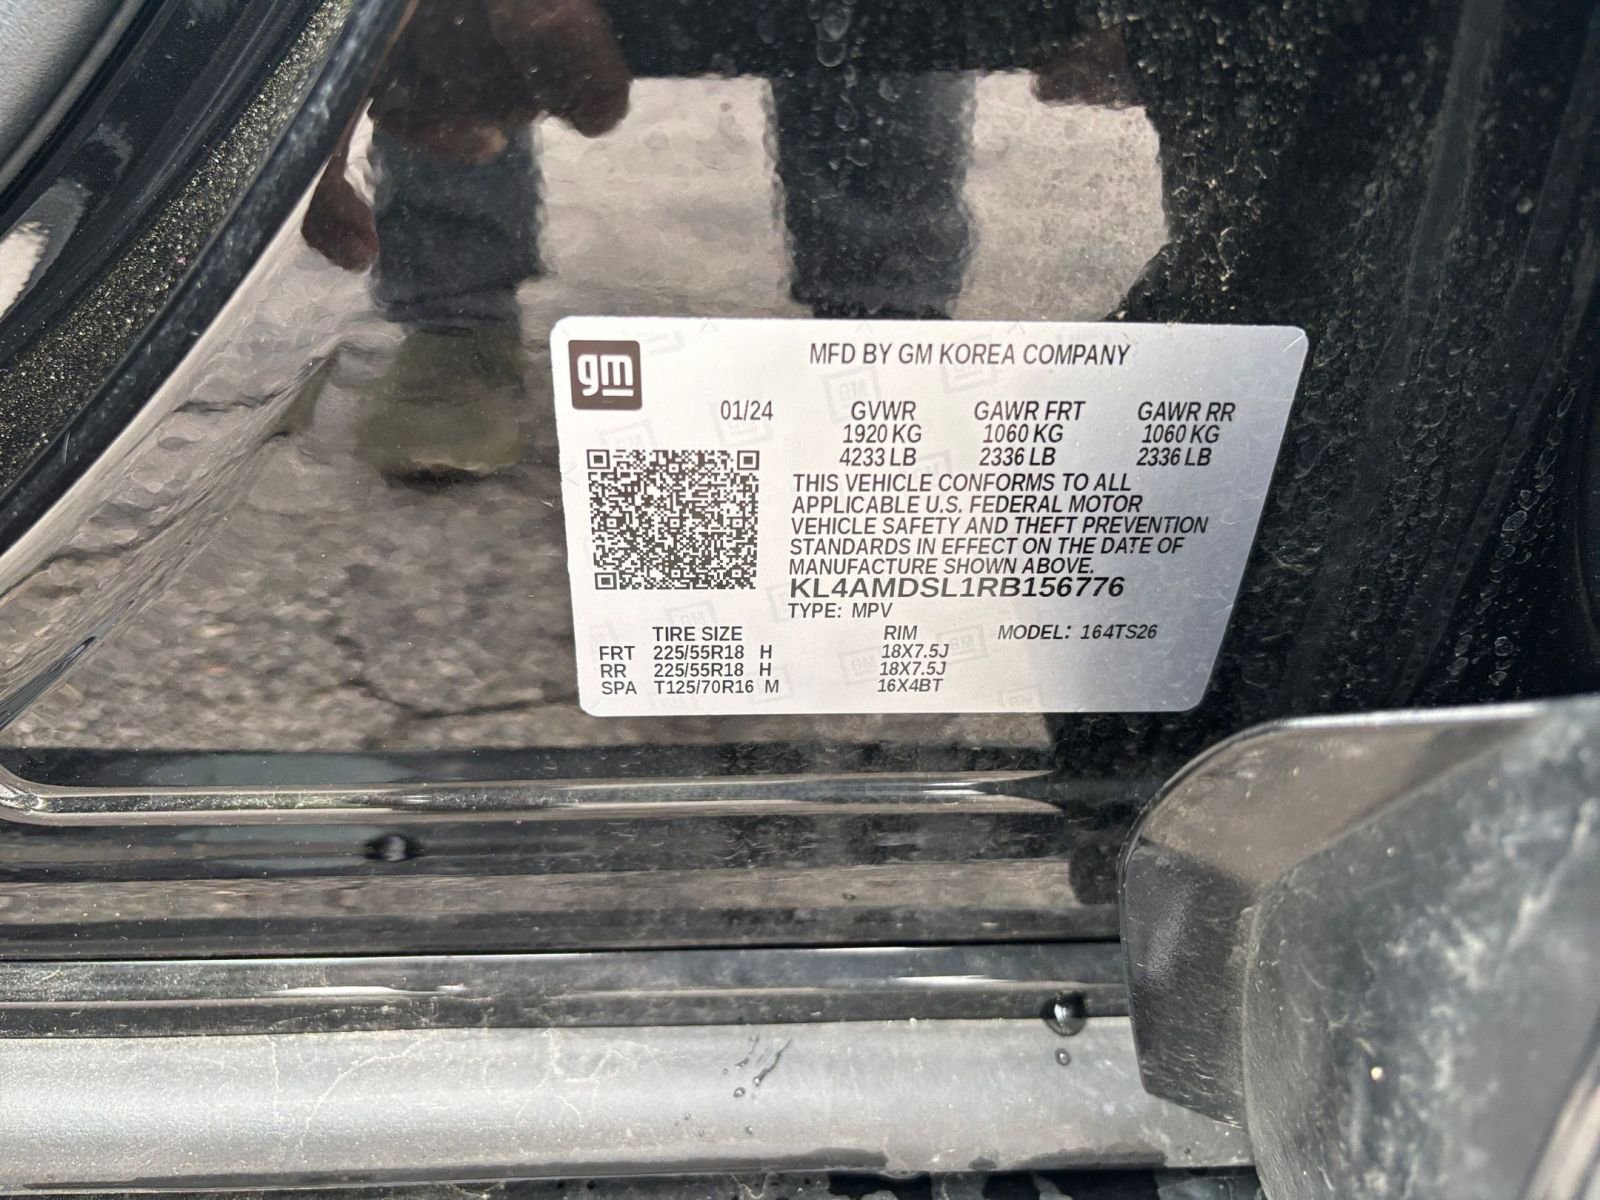 gm
MFD BY GM KOREA COMPANY
01/24 GVWR GAWR FRT GAWR RR
1920 KG 1060 KG 1060 KG
4233 LB 2336 LB 2336 LB
THIS VEHICLE CONFORMS TO ALL
APPLICABLE U.S. FEDERAL MOTOR
VEHICLE SAFETY AND THEFT PREVENTION
STANDARDS IN EFFECT ON THE DATE OF
MANUFACTURE SHOWN ABOVE.
KL4AMDSL1RB156776
TYPE: MPV
TIRE SIZE RIM MODEL: 164TS26
FRT 225/55R18 H 18X7.5J
RR 225/55R18 H 18X7.5J
SPA T125/70R16 M 16X4BT